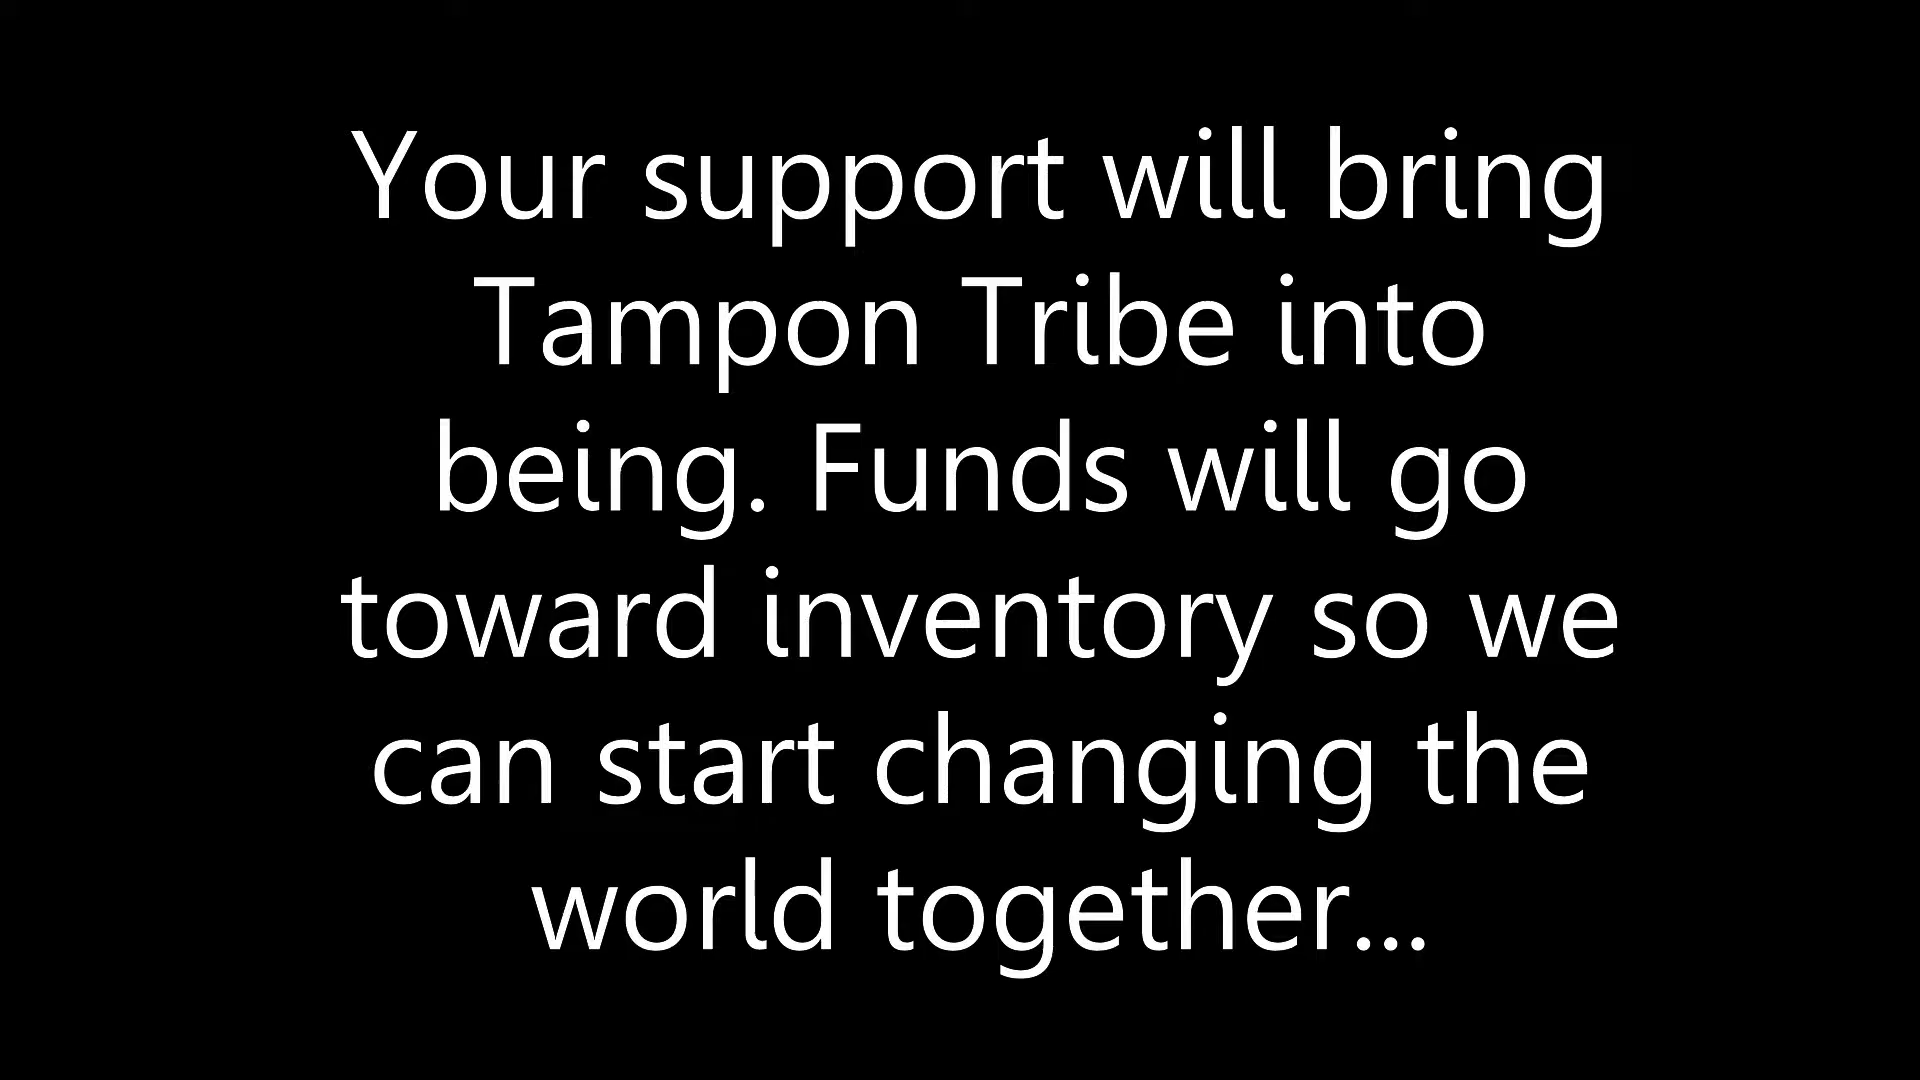 Your support will bring
Tampon Tribe into
being. Funds will go
toward inventory so we
can start changing the
world together...